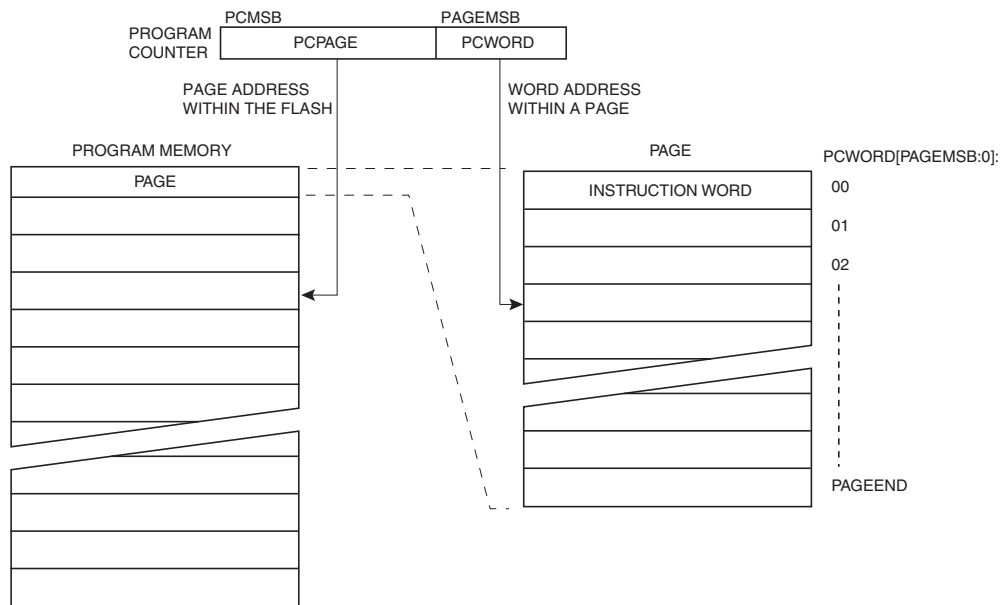 PCMSB PAGEMSB
PROGRAM
COUNTER
PCPAGE PCWORD
PAGE ADDRESS
WITHIN THE FLASH
WORD ADDRESS
WITHIN A PAGE
PROGRAM MEMORY
PAGE
PAGE
INSTRUCTION WORD
PCWORD[PAGEMSB:0]:
00
01
02
PAGEEND